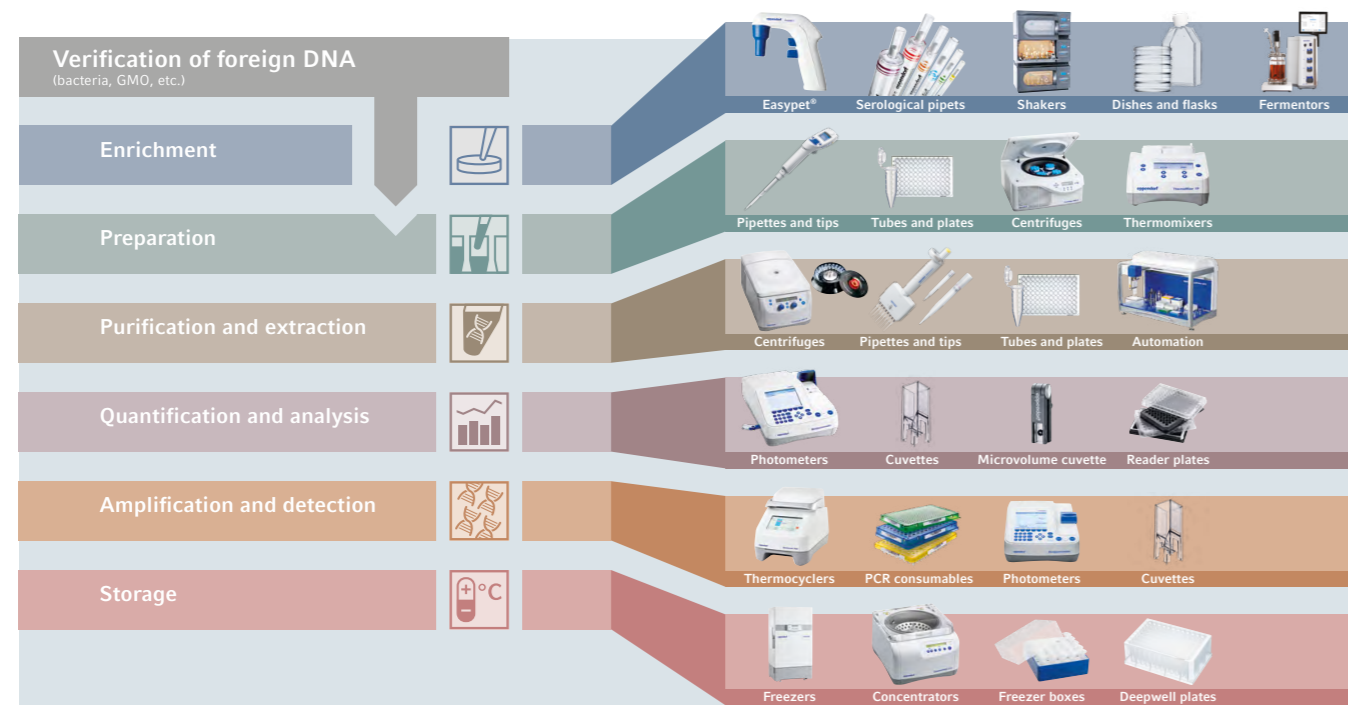 Verification of foreign DNA
(bacteria, GMO, etc.)
Enrichment
Easypet® Serological pipets Shakers Dishes and flasks Fermentors
Preparation
Pipettes and tips Tubes and plates Centrifuges Thermomixers
Purification and extraction
Centrifuges Pipettes and tips Tubes and plates Automation
Quantification and analysis
Photometers Cuvettes Microvolume cuvette Reader plates
Amplification and detection
Thermocyclers PCR consumables Photometers Cuvettes
Storage
+ °C
–
Freezers Concentrators Freezer boxes Deepwell plates